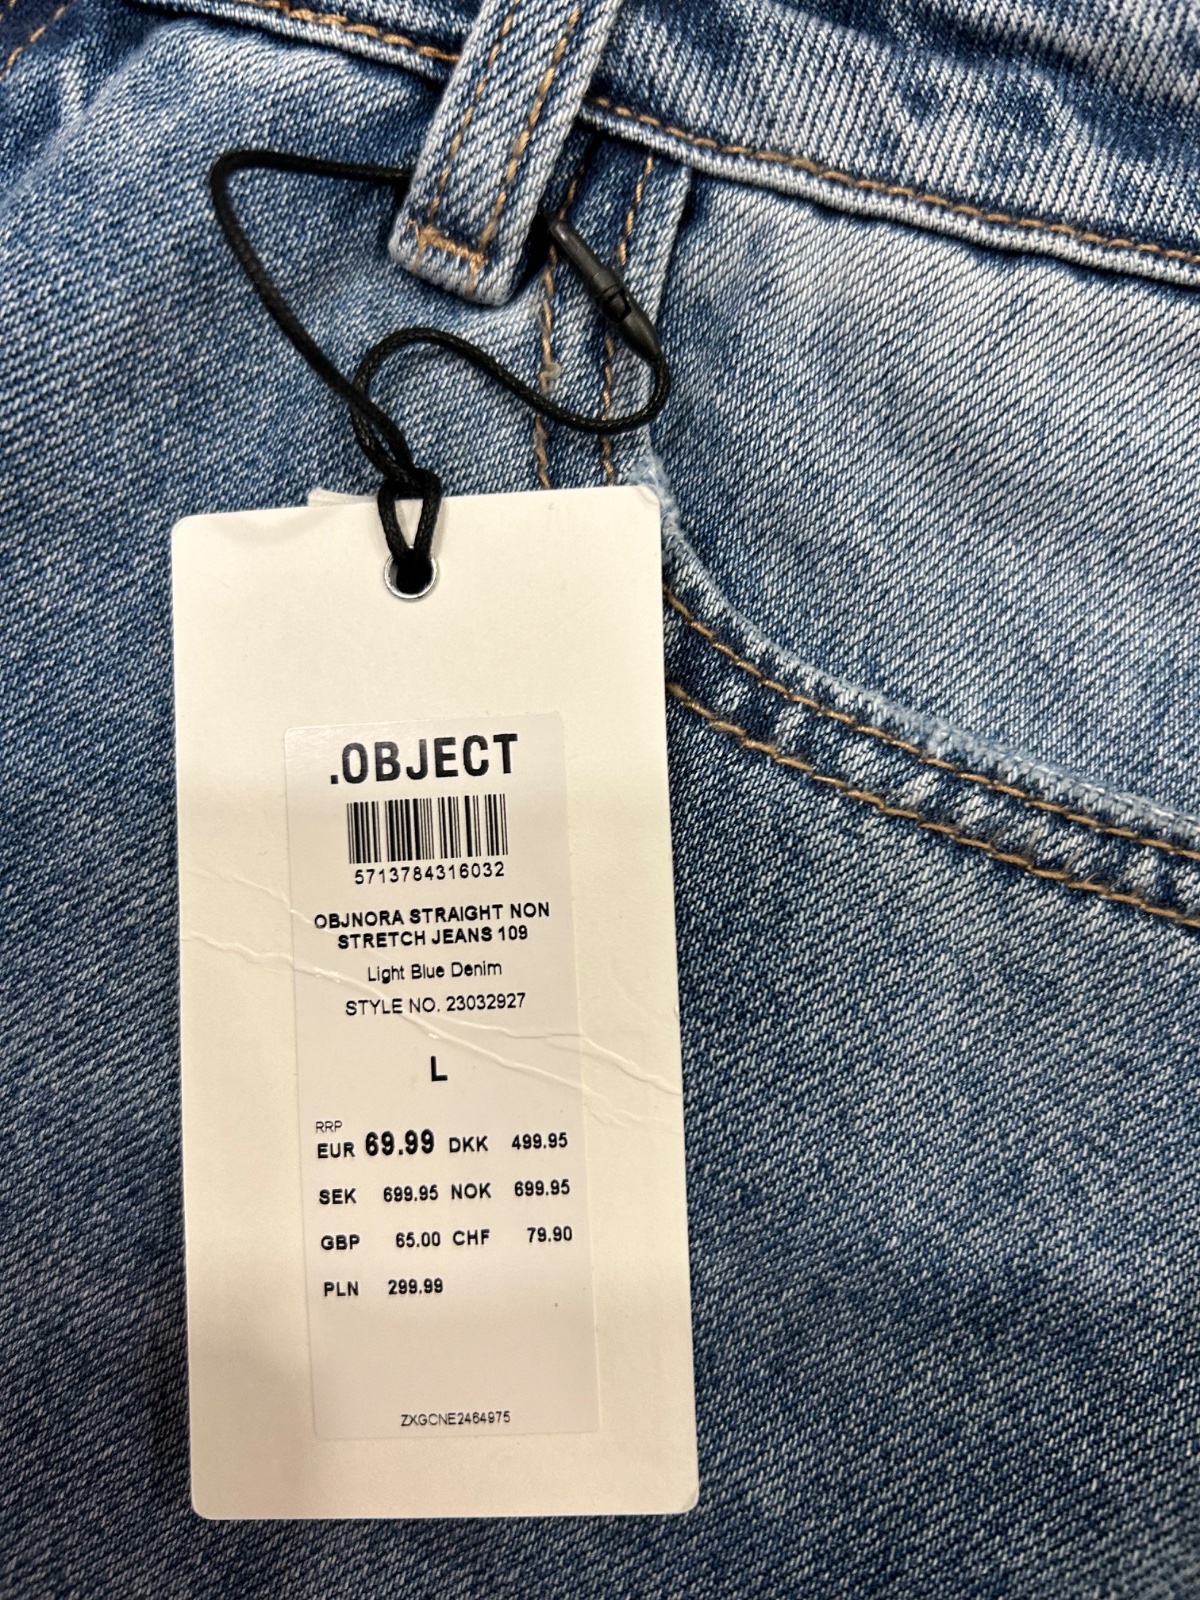 .OBJECT
5713784316032
OBJNORA STRAIGHT NON
STRETCH JEANS 109
Light Blue Denim
STYLE NO. 23032927
L
RRP
EUR 69.99 DKK 499.95
SEK 699.95 NOK 699.95
GBP 65.00 CHF 79.90
PLN 299.99
ZXGCNE2464975